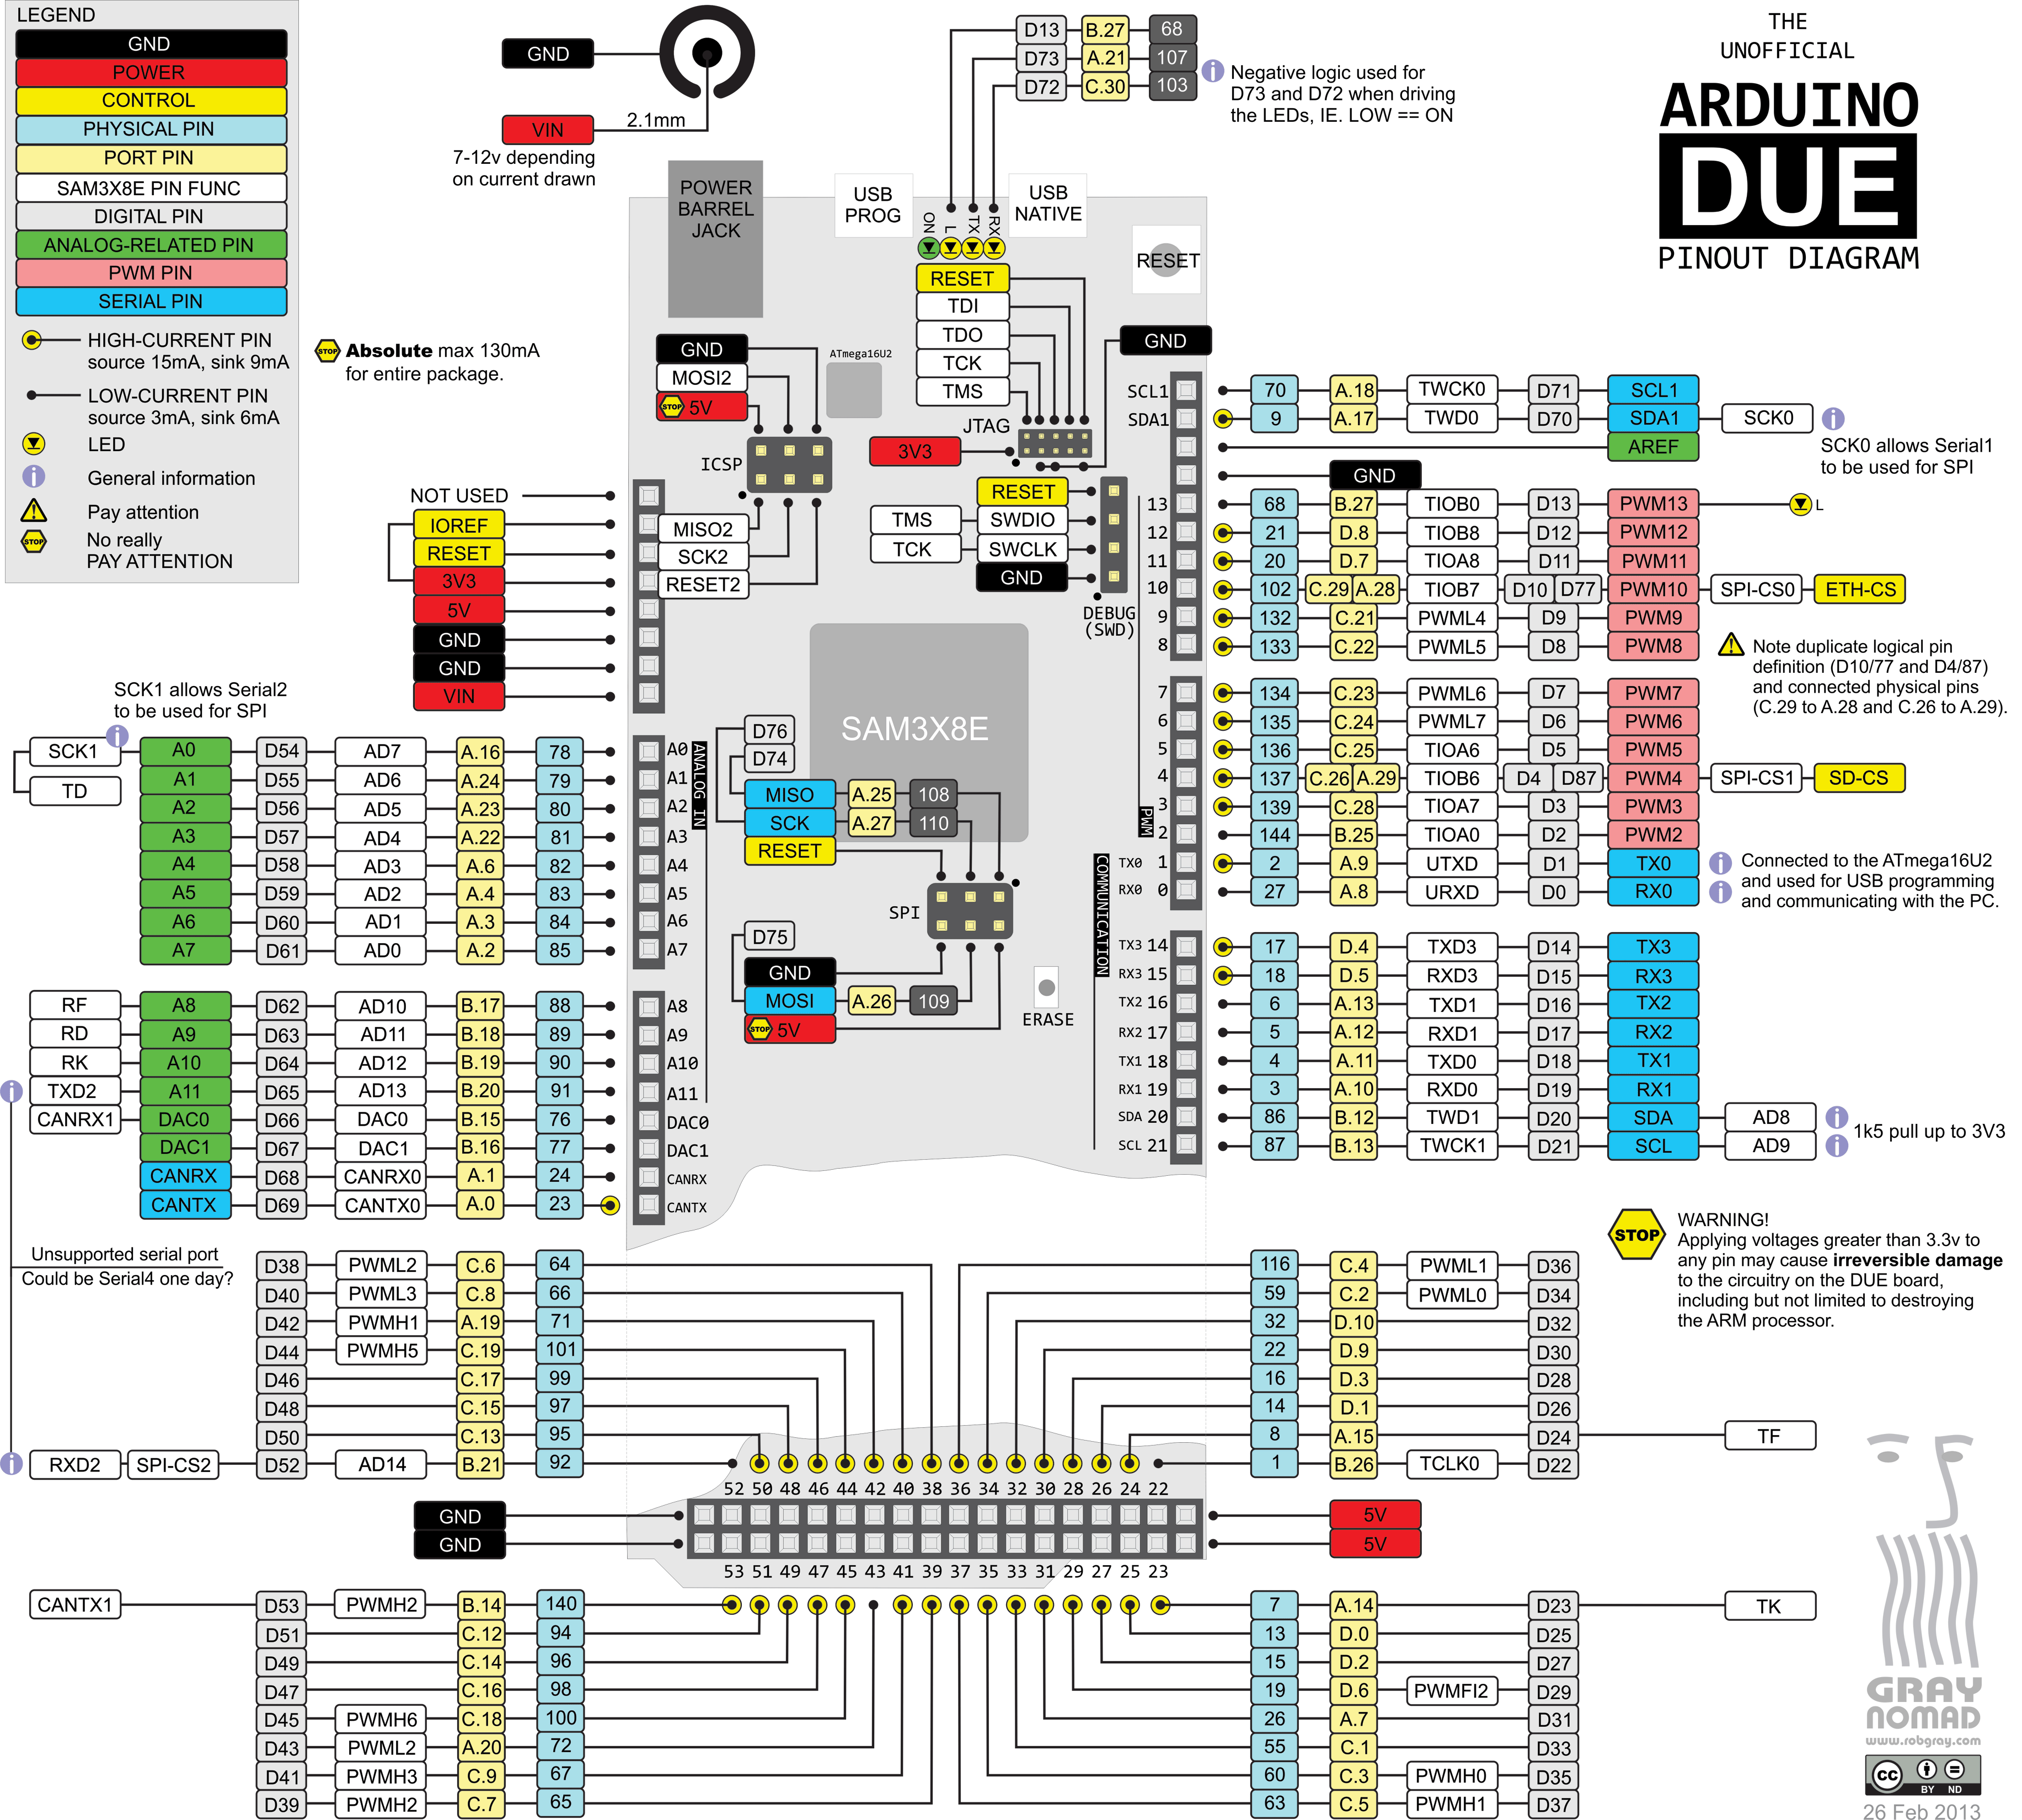 LEGEND
GND
POWER
CONTROL
PHYSICAL PIN
PORT PIN
SAM3X8E PIN FUNC
DIGITAL PIN
ANALOG-RELATED PIN
PWM PIN
SERIAL PIN
HIGH-CURRENT PIN
source 15mA, sink 9mA
LOW-CURRENT PIN
source 3mA, sink 6mA
LED
General information
Pay attention
STOP No really
PAY ATTENTION
GND
VIN
2.1mm
7-12v depending
on current drawn
STOP Absolute max 130mA
for entire package.
D13 B.27 68
D73 A.21 107
D72 C.30 103
Negative logic used for
D73 and D72 when driving
the LEDs, IE. LOW == ON
THE
UNOFFICIAL
ARDUINO
DUE
PINOUT DIAGRAM
POWER
BARREL
JACK
USB
PROG
USB
NATIVE
ON
L
TX
RX
RESET
RESET
TDI
TDO
TCK
TMS
JTAG
3V3
GND
GND
MOSI2
STOP 5V
ATmega16U2
ICSP
MISO2
SCK2
RESET2
RESET
TMS SWDIO
TCK SWCLK
GND
DEBUG
(SWD)
NOT USED
IOREF
RESET
3V3
5V
GND
GND
VIN
SCL1 70 A.18 TWCK0 D71 SCL1
SDA1 9 A.17 TWD0 D70 SDA1 SCK0
AREF
GND
SCK0 allows Serial1
to be used for SPI
13 68 B.27 TIOB0 D13 PWM13 L
12 21 D.8 TIOB8 D12 PWM12
11 20 D.7 TIOA8 D11 PWM11
10 102 C.29 A.28 TIOB7 D10 D77 PWM10 SPI-CS0 ETH-CS
9 132 C.21 PWML4 D9 PWM9
8 133 C.22 PWML5 D8 PWM8
Note duplicate logical pin
definition (D10/77 and D4/87)
and connected physical pins
(C.29 to A.28 and C.26 to A.29).
7 134 C.23 PWML6 D7 PWM7
6 135 C.24 PWML7 D6 PWM6
5 136 C.25 TIOA6 D5 PWM5
4 137 C.26 A.29 TIOB6 D4 D87 PWM4 SPI-CS1 SD-CS
3 139 C.28 TIOA7 D3 PWM3
2 144 B.25 TIOA0 D2 PWM2
TX0 1 2 A.9 UTXD D1 TX0
RX0 0 27 A.8 URXD D0 RX0
PWM
Connected to the ATmega16U2
and used for USB programming
and communicating with the PC.
COMMUNICATION
TX3 14 17 D.4 TXD3 D14 TX3
RX3 15 18 D.5 RXD3 D15 RX3
TX2 16 6 A.13 TXD1 D16 TX2
RX2 17 5 A.12 RXD1 D17 RX2
TX1 18 4 A.11 TXD0 D18 TX1
RX1 19 3 A.10 RXD0 D19 RX1
SDA 20 86 B.12 TWD1 D20 SDA AD8
SCL 21 87 B.13 TWCK1 D21 SCL AD9
1k5 pull up to 3V3
SAM3X8E
D76
D74
MISO A.25 108
SCK A.27 110
RESET
SPI
D75
GND
MOSI A.26 109
STOP 5V
ERASE
SCK1 allows Serial2
to be used for SPI
SCK1
TD
ANALOG IN
A0 D54 AD7 A.16 78 A0
A1 D55 AD6 A.24 79 A1
A2 D56 AD5 A.23 80 A2
A3 D57 AD4 A.22 81 A3
A4 D58 AD3 A.6 82 A4
A5 D59 AD2 A.4 83 A5
A6 D60 AD1 A.3 84 A6
A7 D61 AD0 A.2 85 A7
RF A8 D62 AD10 B.17 88 A8
RD A9 D63 AD11 B.18 89 A9
RK A10 D64 AD12 B.19 90 A10
TXD2 A11 D65 AD13 B.20 91 A11
CANRX1 DAC0 D66 DAC0 B.15 76 DAC0
DAC1 D67 DAC1 B.16 77 DAC1
CANRX D68 CANRX0 A.1 24 CANRX
CANTX D69 CANTX0 A.0 23 CANTX
Unsupported serial port
Could be Serial4 one day?
STOP
WARNING!
Applying voltages greater than 3.3v to
any pin may cause irreversible damage
to the circuitry on the DUE board,
including but not limited to destroying
the ARM processor.
D38 PWML2 C.6 64
D40 PWML3 C.8 66
D42 PWMH1 A.19 71
D44 PWMH5 C.19 101
D46 C.17 99
D48 C.15 97
D50 C.13 95
RXD2 SPI-CS2 D52 AD14 B.21 92
116 C.4 PWML1 D36
59 C.2 PWML0 D34
32 D.10 D32
22 D.9 D30
16 D.3 D28
14 D.1 D26
8 A.15 D24 TF
1 B.26 TCLK0 D22
52 50 48 46 44 42 40 38 36 34 32 30 28 26 24 22
GND
GND
5V
5V
53 51 49 47 45 43 41 39 37 35 33 31 29 27 25 23
CANTX1 D53 PWMH2 B.14 140
D51 C.12 94
D49 C.14 96
D47 C.16 98
D45 PWMH6 C.18 100
D43 PWML2 A.20 72
D41 PWMH3 C.9 67
D39 PWMH2 C.7 65
7 A.14 D23 TK
13 D.0 D25
15 D.2 D27
19 D.6 PWMFI2 D29
26 A.7 D31
55 C.1 D33
60 C.3 PWMH0 D35
63 C.5 PWMH1 D37
GRAY
NOMAD
www.robgray.com
cc BY ND
26 Feb 2013